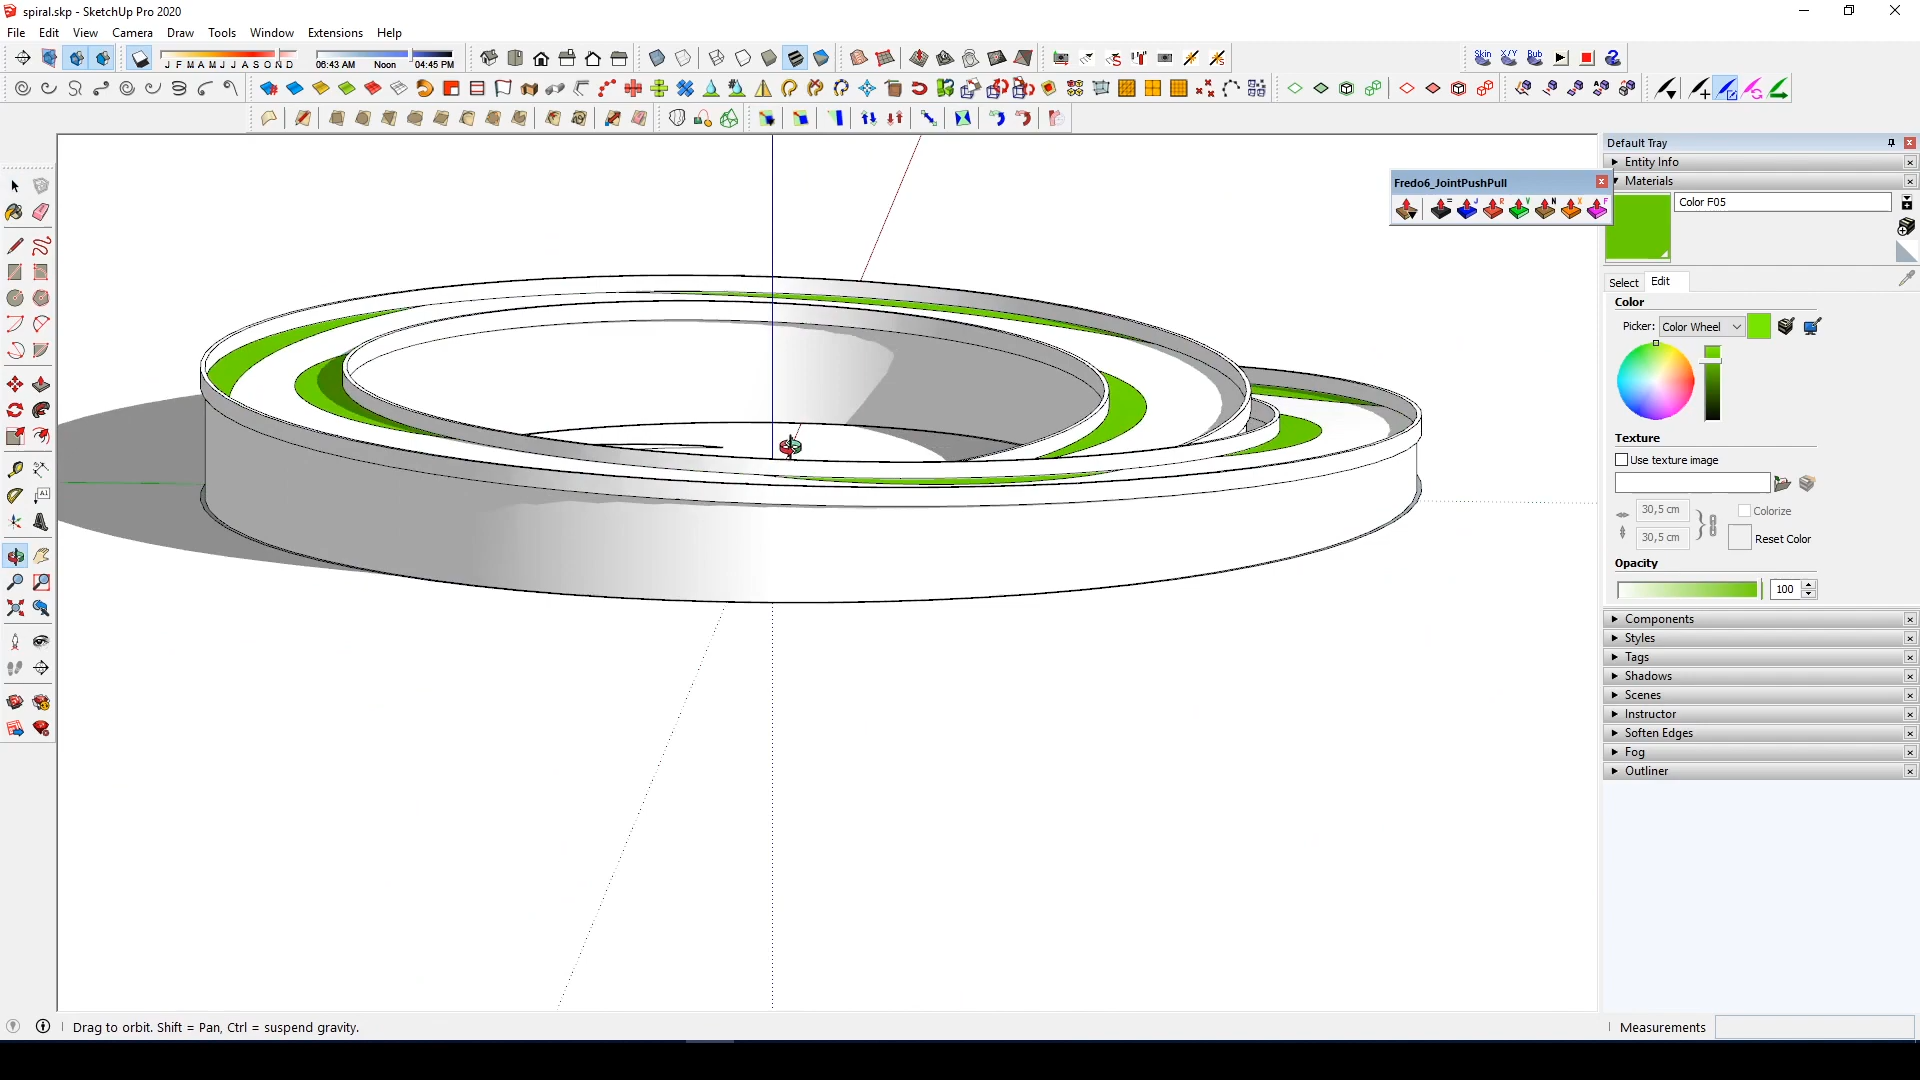 spiral.skp - SketchUp Pro 2020
File Edit View Camera Draw Tools Window Extensions Help
J F M A M J J A S O N D
06:43 AM Noon 04:45 PM
Skin X/Y Bub
Default Tray
Entity Info
Materials
Fredo6_JointPushPull
= J R V N X F
Color F05
Select Edit
Color
Picker: Color Wheel
Texture
Use texture image
30,5 cm
Colorize
30,5 cm
Reset Color
Opacity
100
Components
Styles
Tags
Shadows
Scenes
Instructor
Soften Edges
Fog
Outliner
Drag to orbit. Shift = Pan, Ctrl = suspend gravity.
Measurements